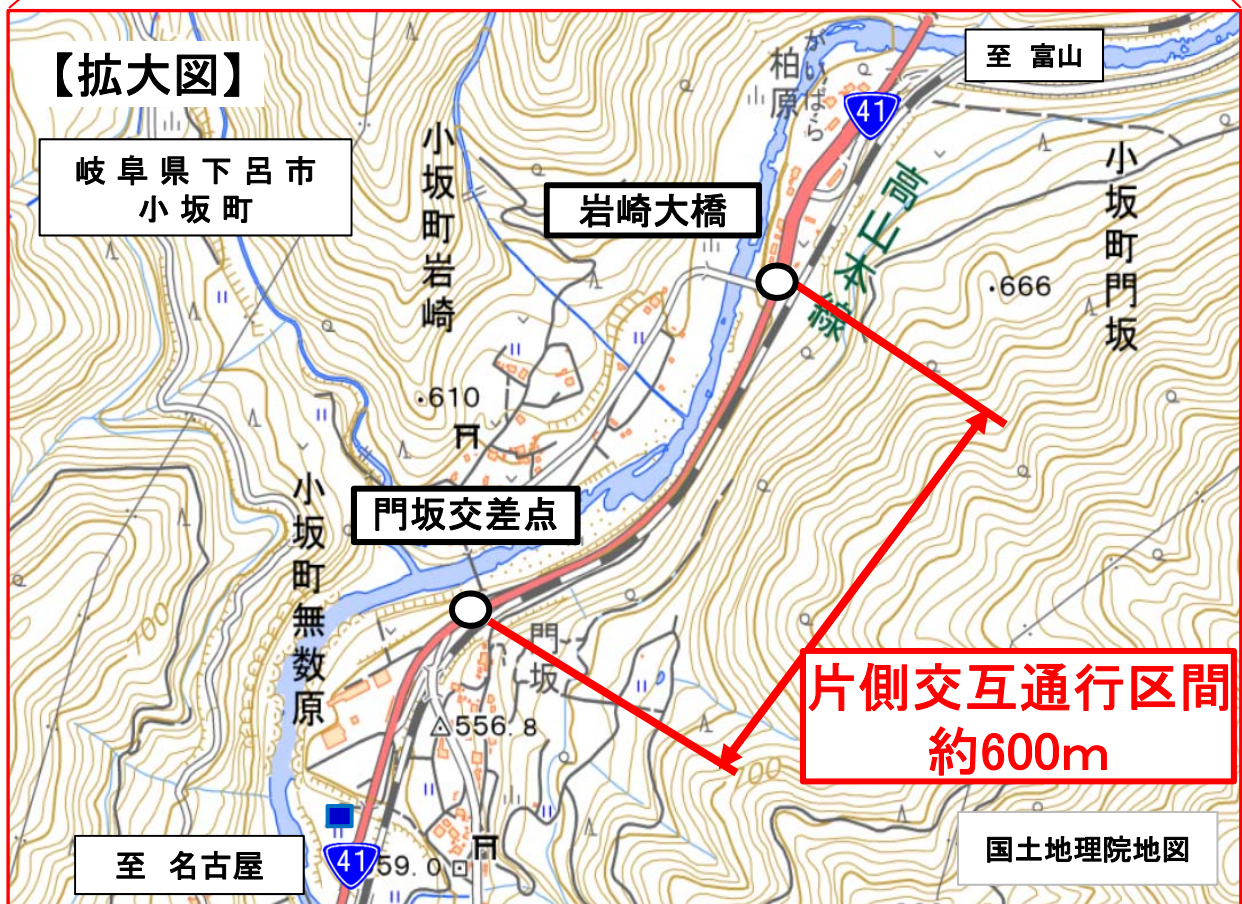 【拡大図】
至 富山
41
柏原
がいばら
岐阜県下呂市
小坂町
小坂町岩崎
岩崎大橋
高山本線
小坂町門坂
・666
・610
門坂交差点
小坂町無数原
門坂
700
556.8
片側交互通行区間
約600m
700
至 名古屋
41
59.0
国土地理院地図